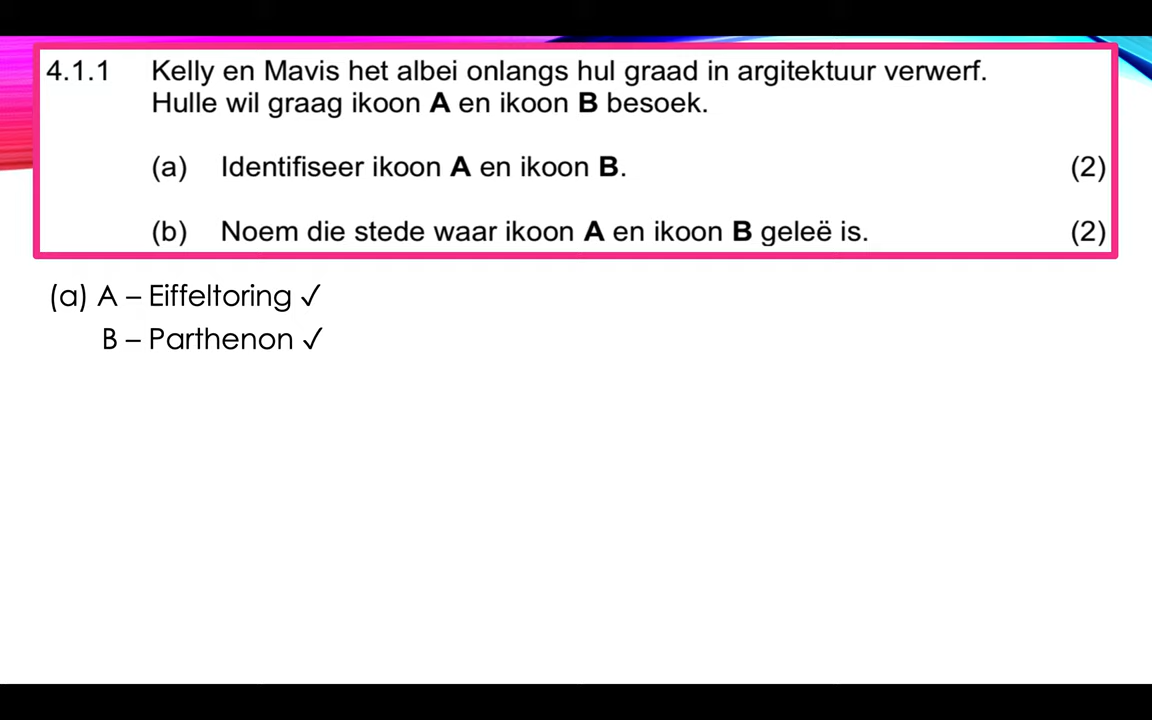 4.1.1 Kelly en Mavis het albei onlangs hul graad in argitektuur verwerf.
Hulle wil graag ikoon A en ikoon B besoek.
(a) Identifiseer ikoon A en ikoon B. (2)
(b) Noem die stede waar ikoon A en ikoon B geleë is. (2)
(a) A – Eiffeltoring ✓
B – Parthenon ✓